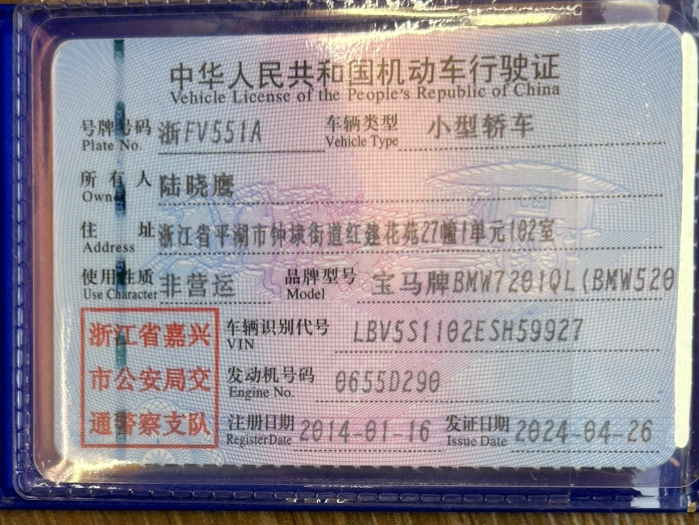 中华人民共和国机动车行驶证
Vehicle License of the People's Republic of China
号牌号码 浙FV551A 车辆类型 小型轿车
Plate No. Vehicle Type
所有人 陆晓鹰
Owner
住址 浙江省平湖市钟埭街道红建花苑27幢1单元102室
Address
使用性质 非营运 品牌型号 宝马牌BMW7201QL(BMW520
Use Character Model
浙江省嘉兴
市公安局交
通警察支队
车辆识别代号 LBV5S1102ESH59927
VIN
发动机号码 0655D290
Engine No.
注册日期 2014-01-16 发证日期 2024-04-26
Register Date Issue Date